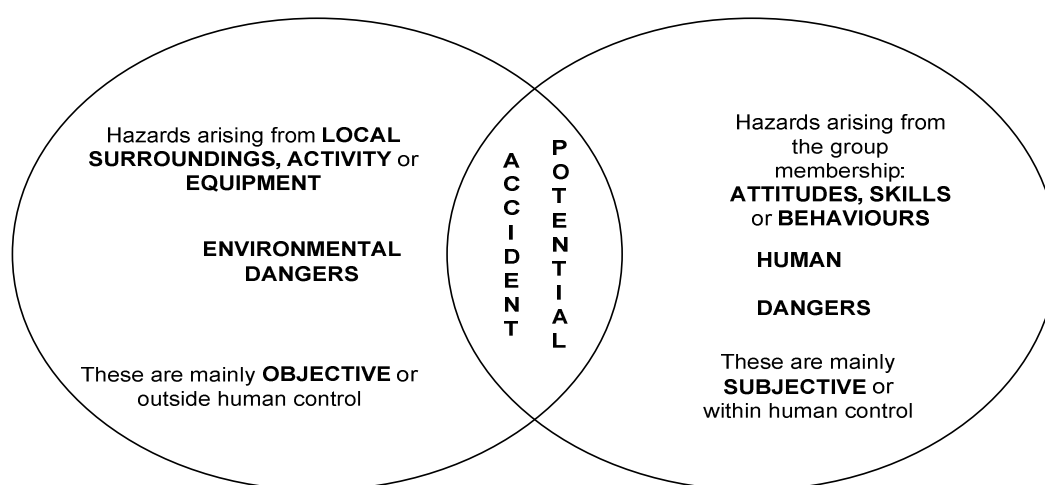 Hazards arising from LOCAL
SURROUNDINGS, ACTIVITY or
EQUIPMENT
ENVIRONMENTAL
DANGERS
These are mainly OBJECTIVE or
outside human control
ACCIDENT
POTENTIAL
Hazards arising from
the group
membership:
ATTITUDES, SKILLS
or BEHAVIOURS
HUMAN
DANGERS
These are mainly
SUBJECTIVE or
within human control